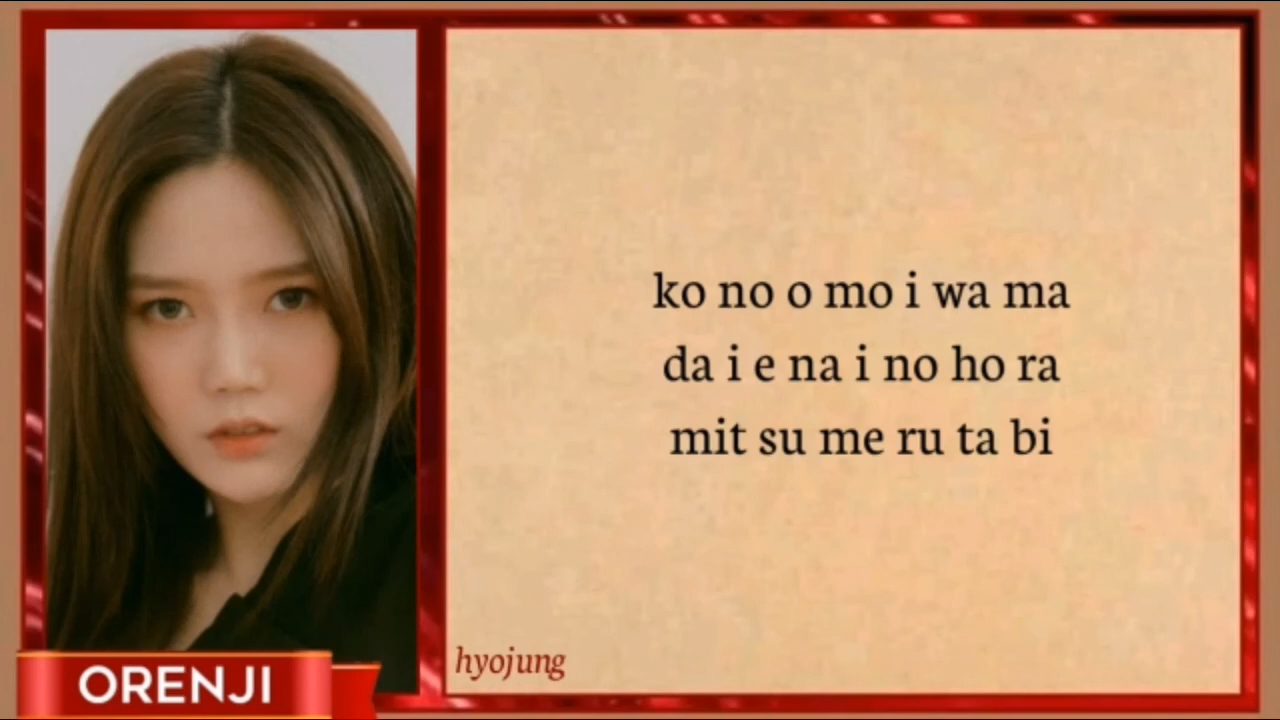 ko no o mo i wa ma
da i e na i no ho ra
mit su me ru ta bi
hyojung
ORENJI